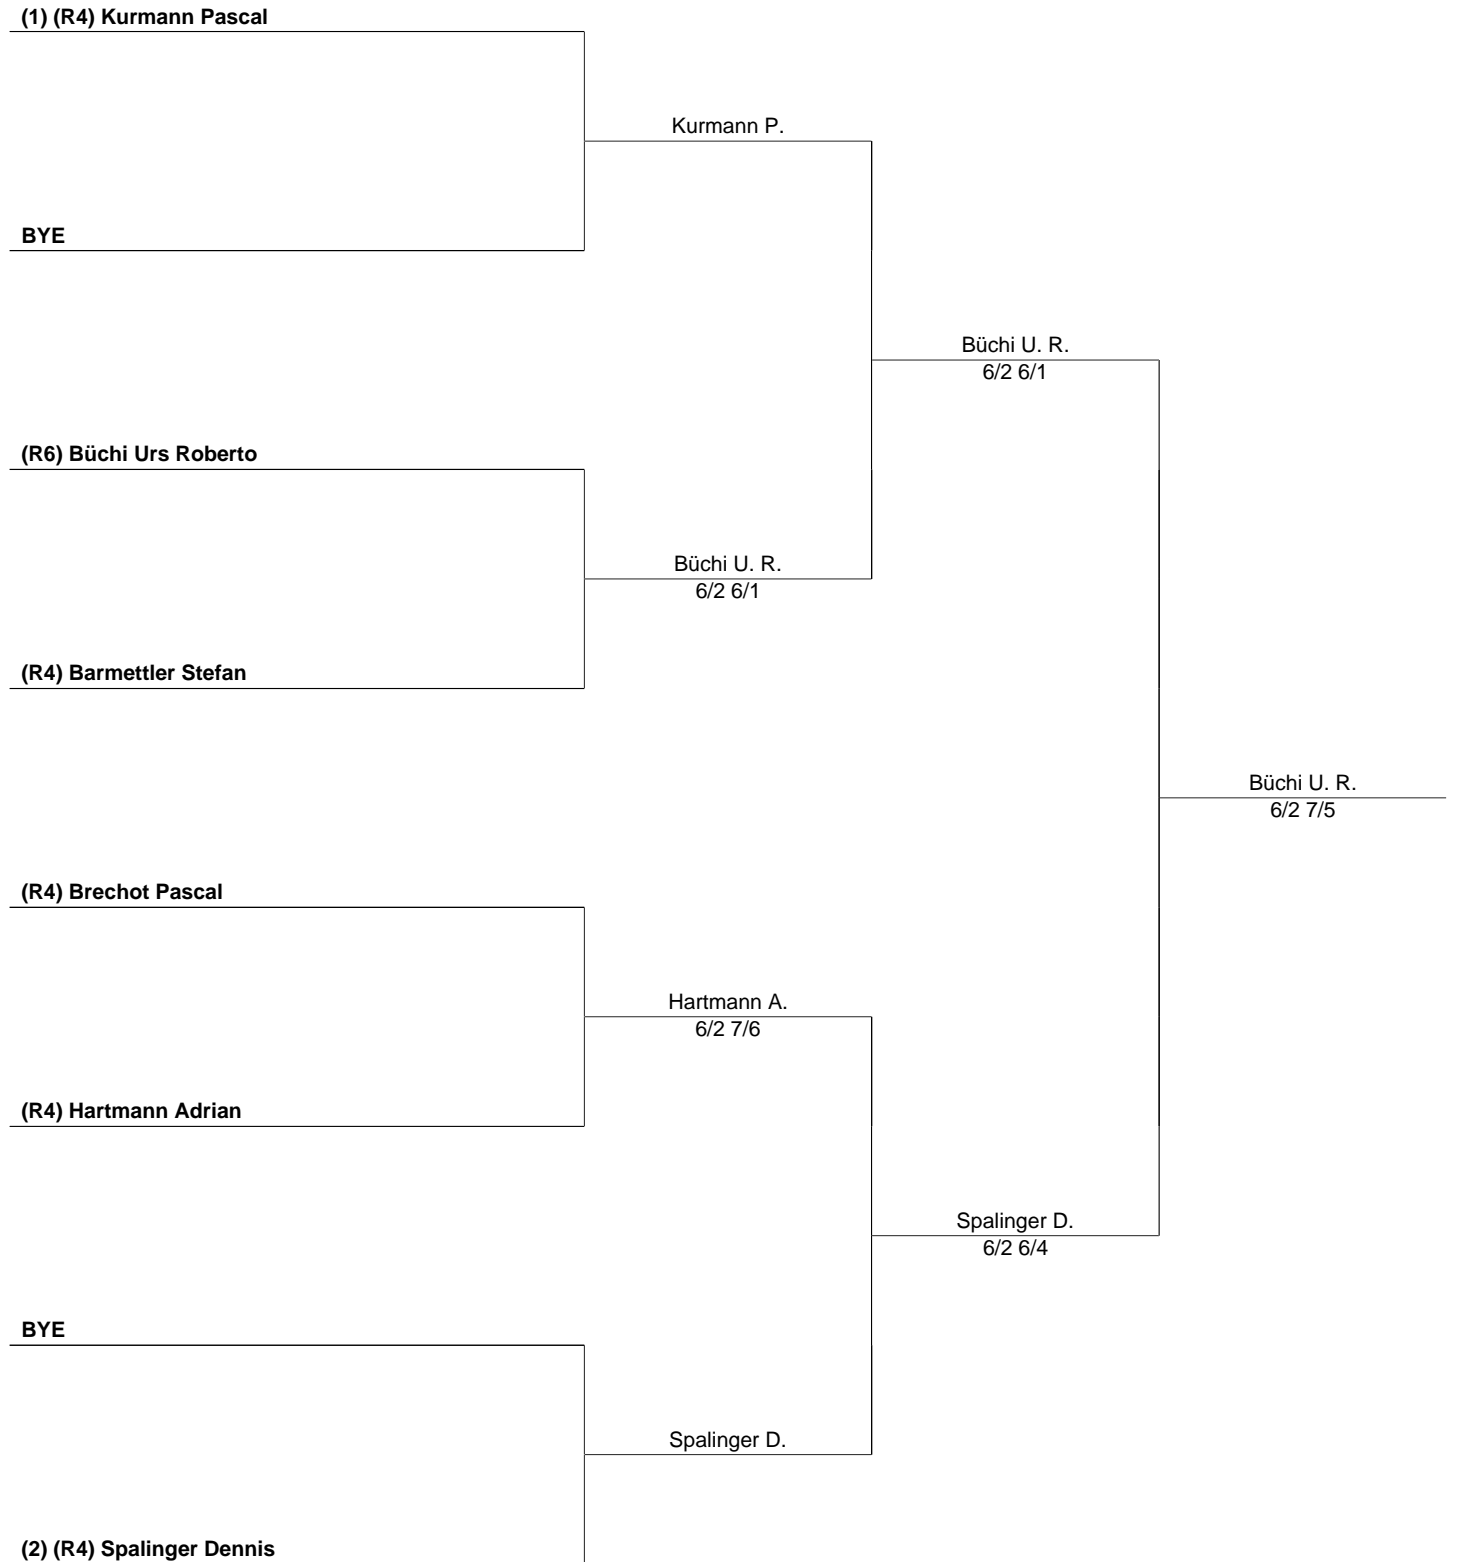 (1) (R4) Kurmann Pascal
Kurmann P.
BYE
Büchi U. R.
6/2 6/1
(R6) Büchi Urs Roberto
Büchi U. R.
6/2 6/1
(R4) Barmettler Stefan
Büchi U. R.
6/2 7/5
(R4) Brechot Pascal
Hartmann A.
6/2 7/6
(R4) Hartmann Adrian
Spalinger D.
6/2 6/4
BYE
Spalinger D.
(2) (R4) Spalinger Dennis